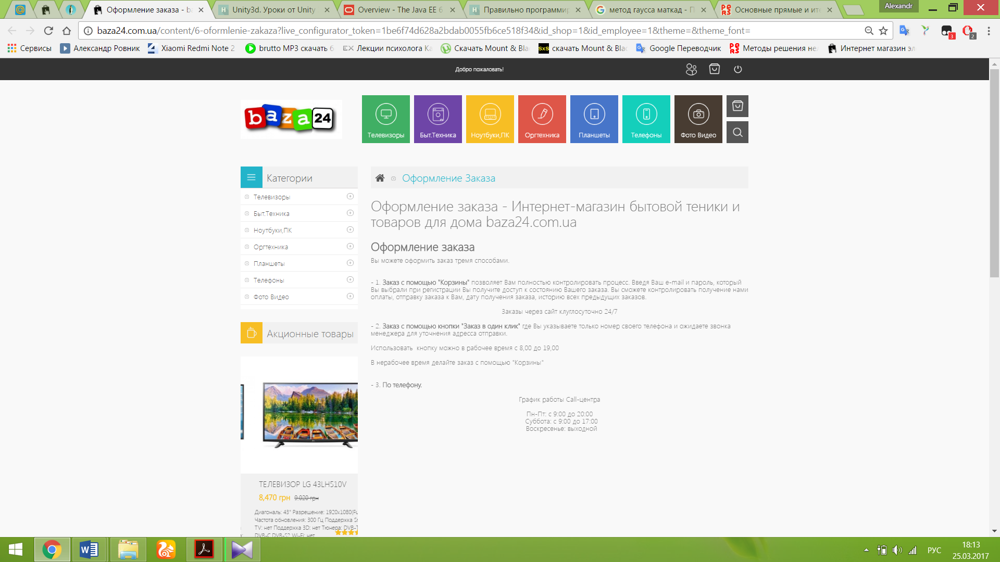 Оформление заказа - ba
Unity3d. Уроки от Unity
Overview - The Java EE 6
Правильно программир
метод гаусса маткад - П
Основные прямые и ите
Alexandr
baza24.com.ua/content/6-oformlenie-zakaza?live_configurator_token=1be6f74d628a2bdab0055fb6ce518f34&id_shop=1&id_employee=1&theme=&theme_font=
3
2
Сервисы
Александр Ровник
Xiaomi Redmi Note 2
brutto MP3 скачать 6
Лекции психолога Ка
Скачать Mount & Bla
скачать Mount & Blac
Google Переводчик
Методы решения не
Интернет магазин эл
Добро пожаловать!
baza24
Телевизоры
Быт.Техника
Ноутбуки,ПК
Оргтехника
Планшеты
Телефоны
Фото Видео
Категории
Телевизоры
Быт.Техника
Ноутбуки,ПК
Оргтехника
Планшеты
Телефоны
Фото Видео
Акционные товары
ТЕЛЕВИЗОР LG 43LH510V
8,470 грн 9,020 грн
Диагональ: 43" Разрешение: 1920x1080(Fu
Частота обновления: 300 Гц Поддержка Sm
TV: нет Поддержка 3D: нет Тюнера: DVB-T
DVB-C DVB-S2 Wi-Fi: нет
Оформление Заказа
Оформление заказа - Интернет-магазин бытовой теники и
товаров для дома baza24.com.ua
Оформление заказа
Вы можете оформить заказ тремя способами.
- 1. Заказ с помощью "Корзины" позволяет Вам полностью контролировать процесс. Введя Ваш e-mail и пароль, который
Вы выбрали при регистрации Вы получите доступ к состоянию Вашего заказа. Вы сможете контролировать получение нами
оплаты, отправку заказа к Вам, дату получения заказа, историю всех предыдущих заказов.
Заказы через сайт клуглосуточно 24/7
- 2. Заказ с помощью кнопки "Заказ в один клик" где Вы указываете только номер своего телефона и ожидаете звонка
менеджера для уточнения адресса отправки.
Использовать кнопку можно в рабочее время с 8,00 до 19,00
В нерабочее время делайте заказ с помощью "Корзины"
- 3. По телефону.
График работы Call-центра
Пн-Пт: с 9:00 до 20:00
Суббота: с 9:00 до 17:00
Воскресенье: выходной
РУС
18:13
25.03.2017